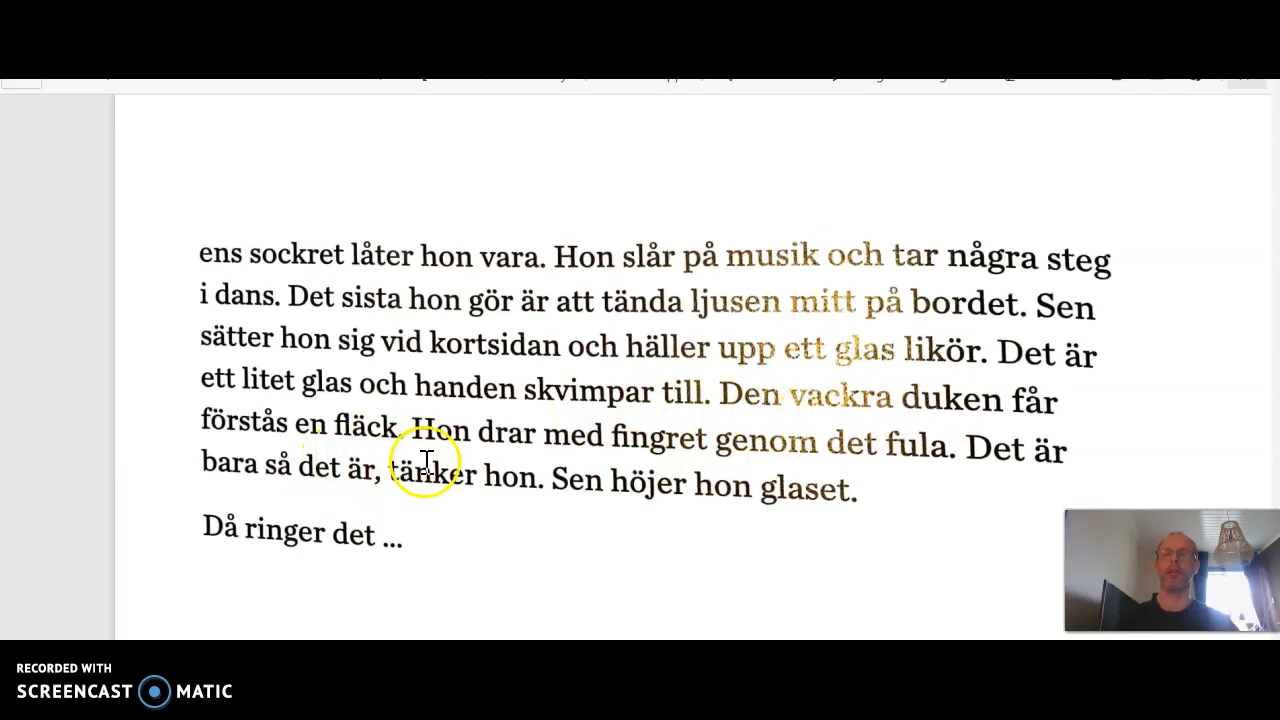 ens sockret låter hon vara. Hon slår på musik och tar några steg
i dans. Det sista hon gör är att tända ljusen mitt på bordet. Sen
sätter hon sig vid kortsidan och häller upp ett glas likör. Det är
ett litet glas och handen skvimpar till. Den vackra duken får
förstås en fläck. Hon drar med fingret genom det fula. Det är
bara så det är, tänker hon. Sen höjer hon glaset.
Då ringer det ...
RECORDED WITH
SCREENCAST MATIC